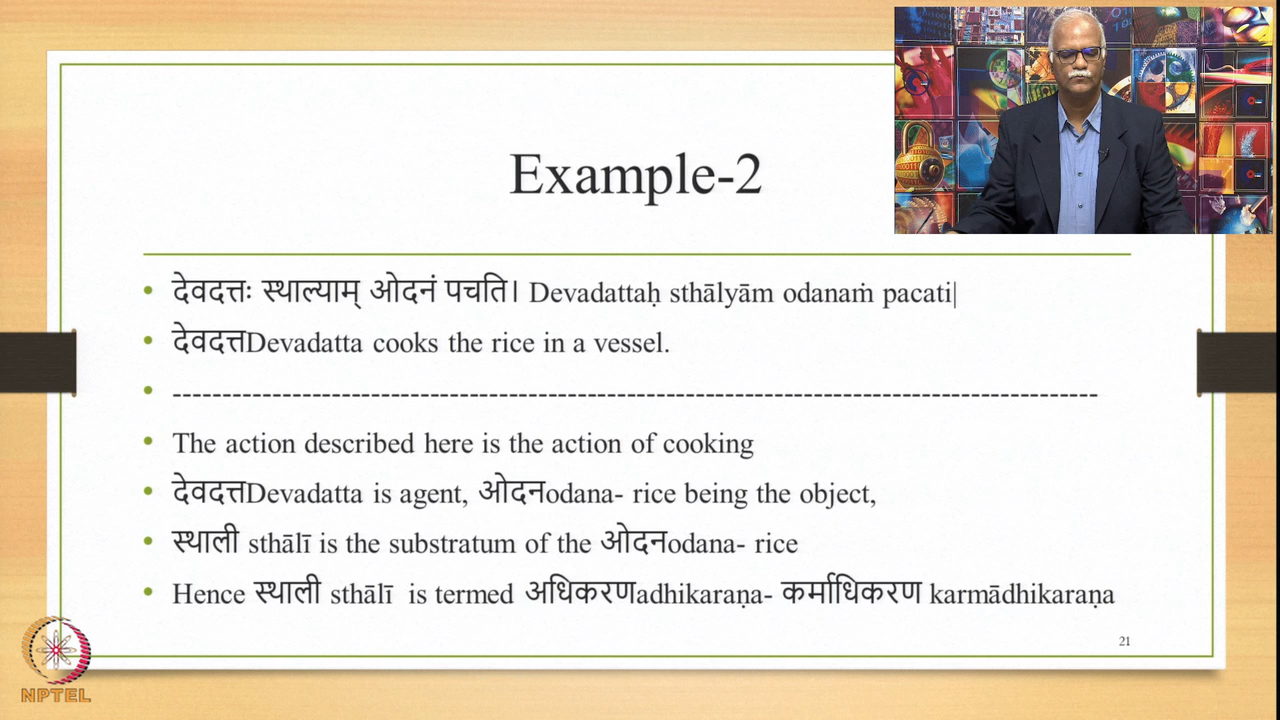 Example-2
देवदत्तः स्थाल्याम् ओदनं पचति। Devadattaḥ sthālyām odanaṁ pacati|
देवदत्तDevadatta cooks the rice in a vessel.
-----------------------------------------------------------------------------------------
The action described here is the action of cooking
देवदत्तDevadatta is agent, ओदनodana- rice being the object,
स्थाली sthālī is the substratum of the ओदनodana- rice
Hence स्थाली sthālī is termed अधिकरणadhikaraṇa- कर्माधिकरण karmādhikaraṇa
21
NPTEL